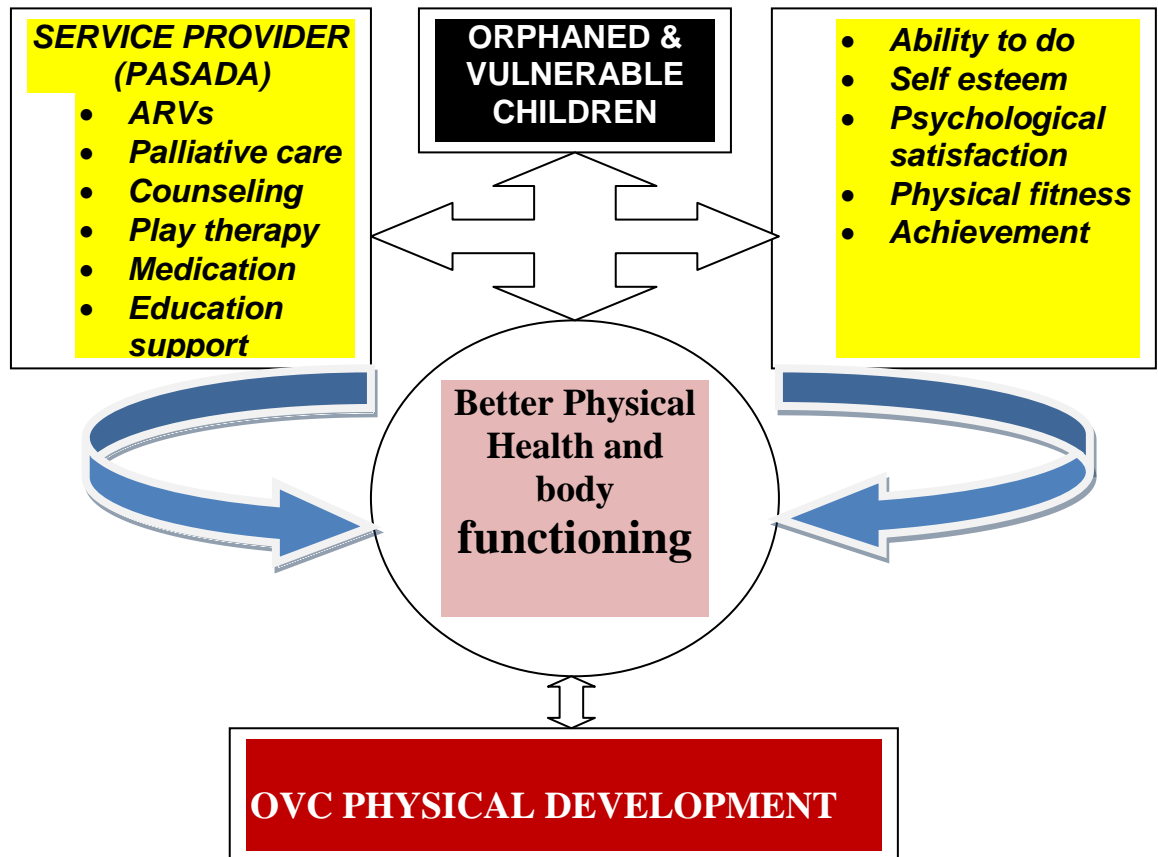 SERVICE PROVIDER
(PASADA)
• ARVs
• Palliative care
• Counseling
• Play therapy
• Medication
• Education
support
ORPHANED &
VULNERABLE
CHILDREN
• Ability to do
• Self esteem
• Psychological
satisfaction
• Physical fitness
• Achievement
Better Physical
Health and
body
functioning
OVC PHYSICAL DEVELOPMENT